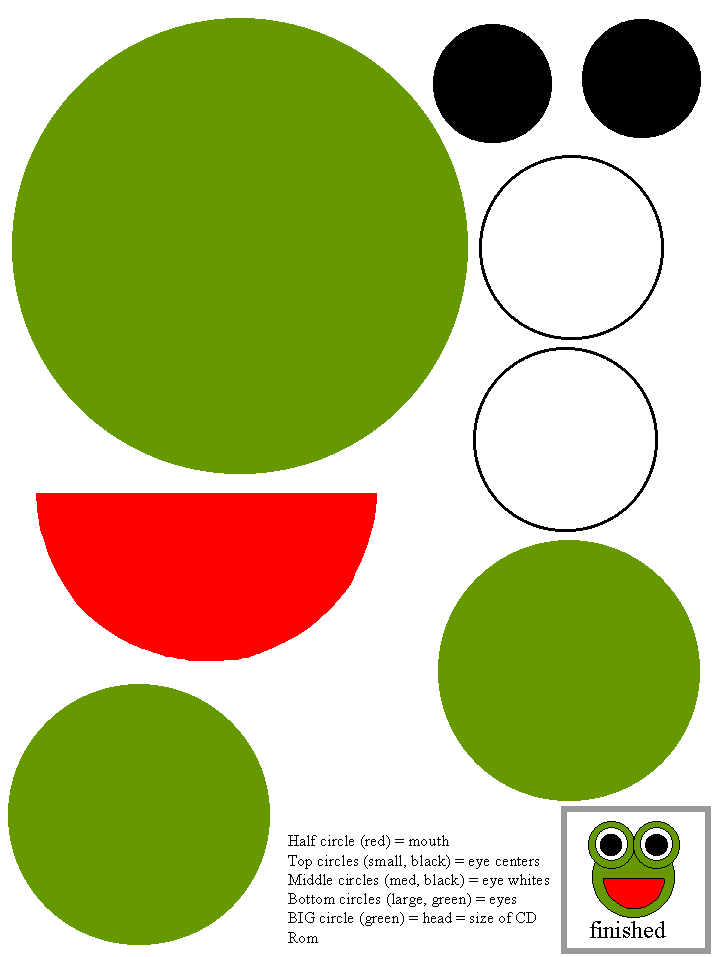 Half circle (red) = mouth
Top circles (small, black) = eye centers
Middle circles (med, black) = eye whites
Bottom circles (large, green) = eyes
BIG circle (green) = head = size of CD
Rom
finished